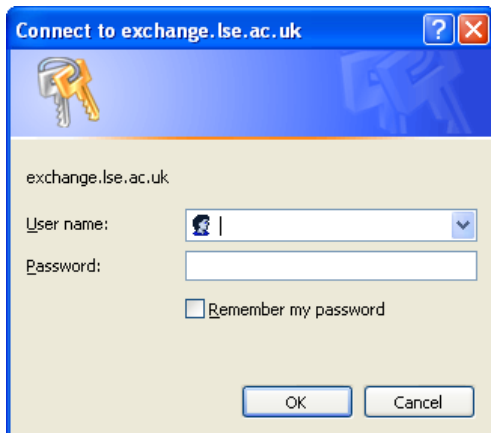 Connect to exchange.lse.ac.uk
exchange.lse.ac.uk
User name:
Password:
Remember my password
OK Cancel